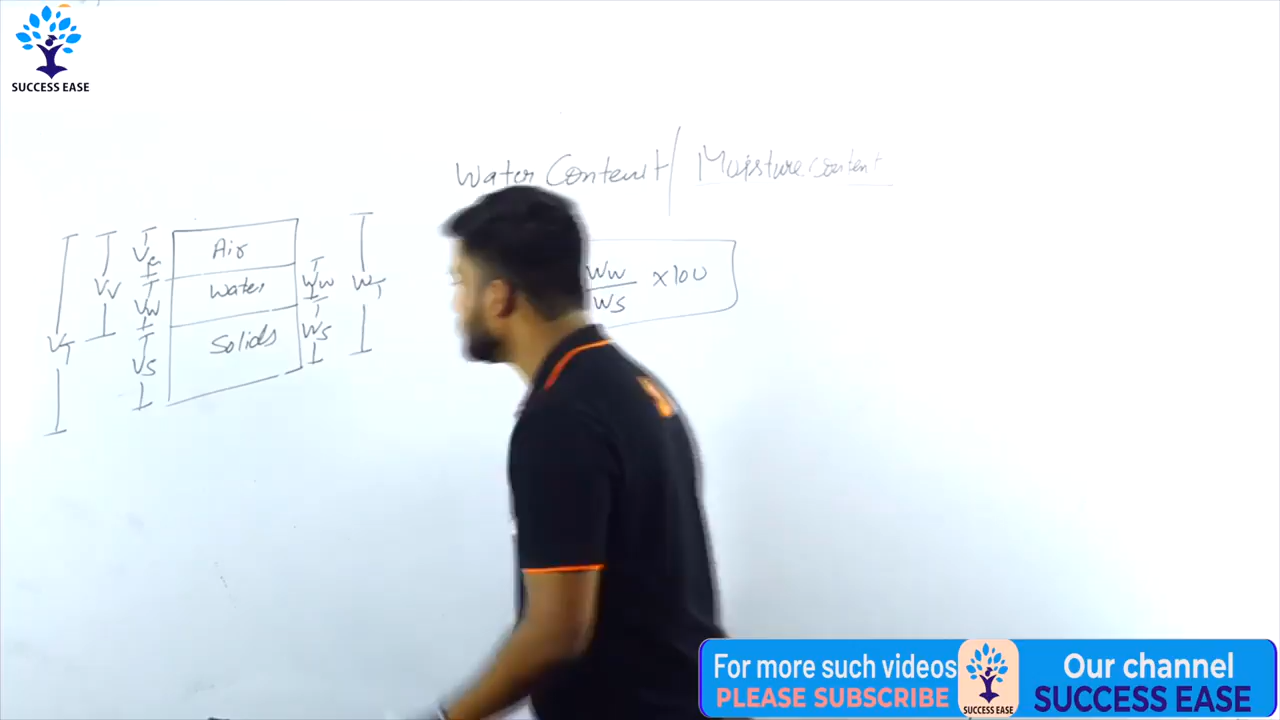 SUCCESS EASE
Water Content / Moisture content
Air
Water
Solids
VT
VV
Va
VW
VS
WW
WS
WT
WW
WS
×100
For more such videos
PLEASE SUBSCRIBE
SUCCESS EASE
Our channel
SUCCESS EASE